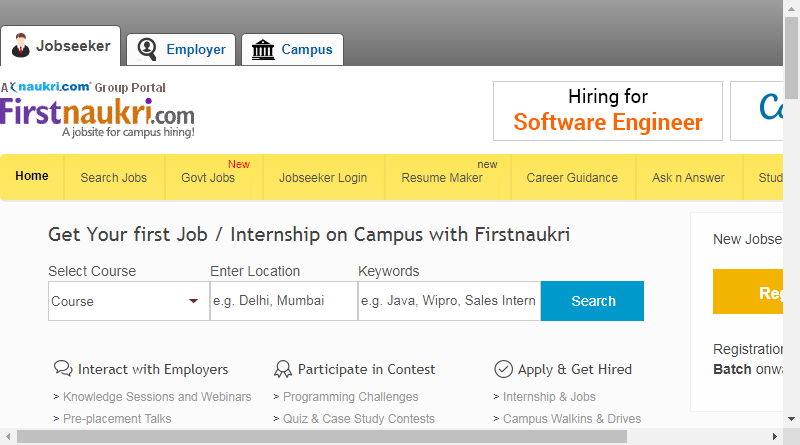 Jobseeker Employer Campus
A naukri.com Group Portal
Firstnaukri.com
A jobsite for campus hiring!
Hiring for
Software Engineer
New new
Home Search Jobs Govt Jobs Jobseeker Login Resume Maker Career Guidance Ask n Answer Stud
Get Your first Job / Internship on Campus with Firstnaukri
New Jobse
Select Course Enter Location Keywords
Course e.g. Delhi, Mumbai e.g. Java, Wipro, Sales Intern Search
Reg
Registration
Batch onwa
Interact with Employers Participate in Contest Apply & Get Hired
> Knowledge Sessions and Webinars > Programming Challenges > Internship & Jobs
> Pre-placement Talks > Quiz & Case Study Contests > Campus Walkins & Drives